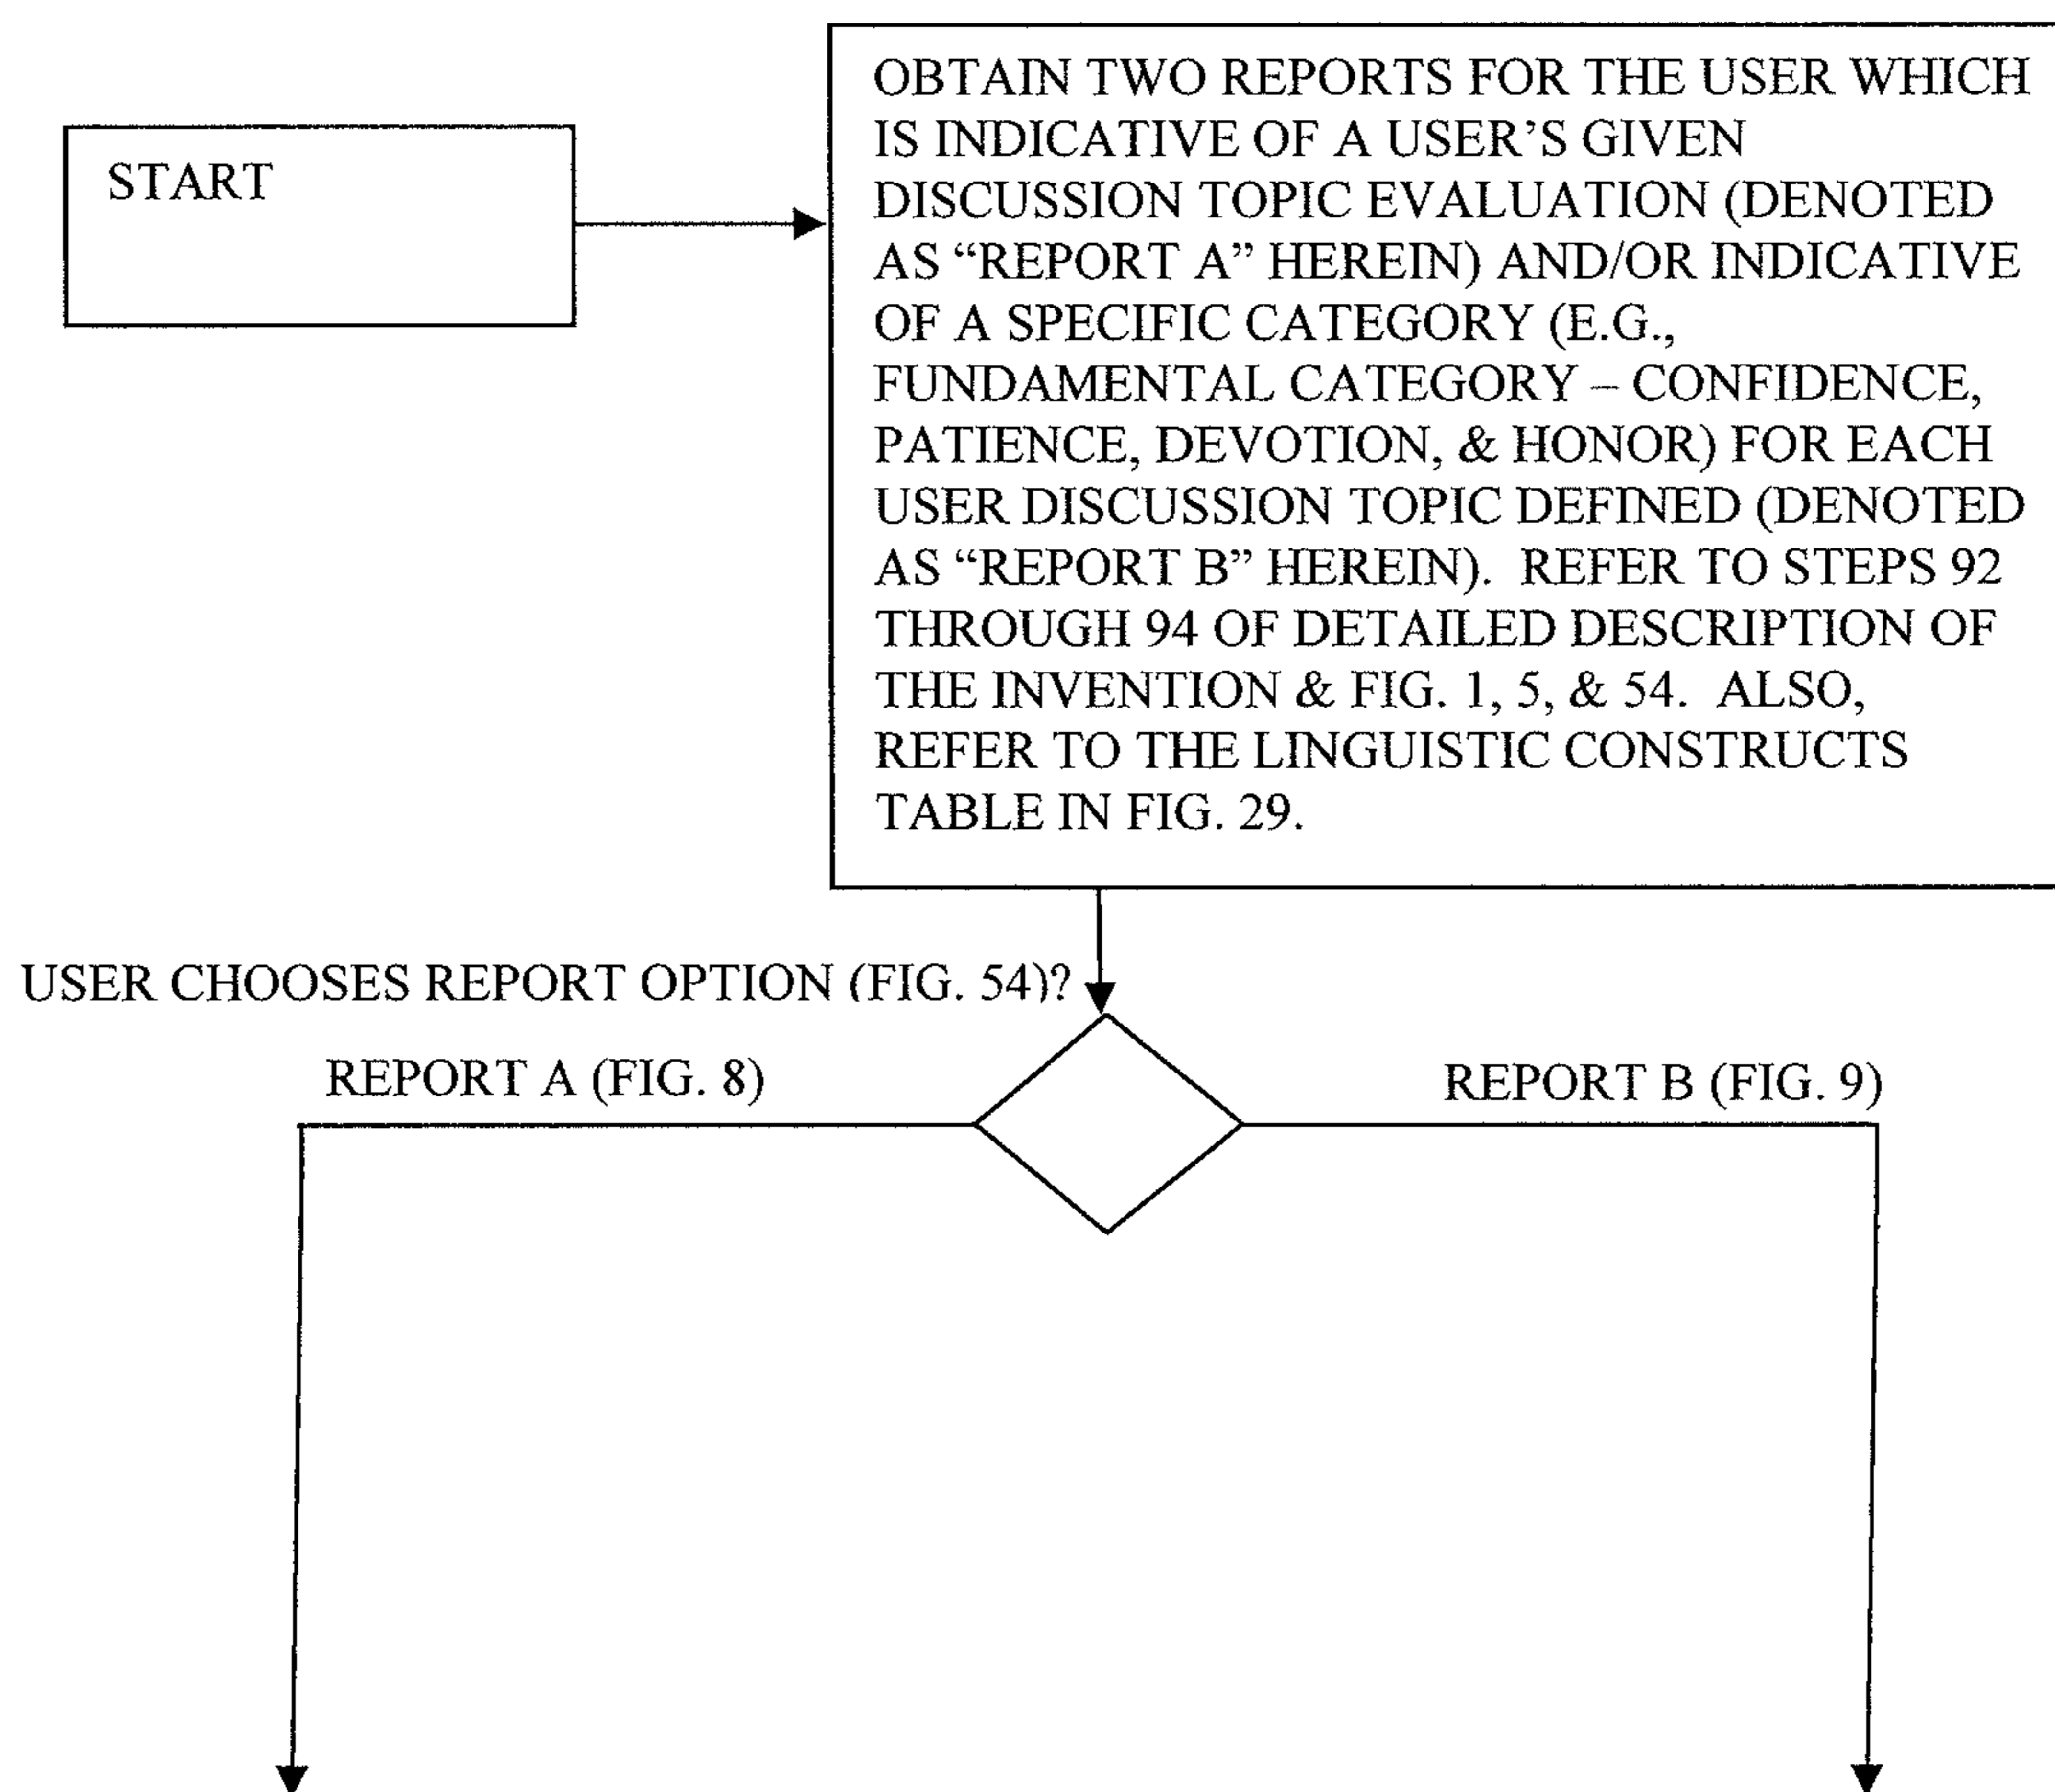 START
OBTAIN TWO REPORTS FOR THE USER WHICH
IS INDICATIVE OF A USER’S GIVEN
DISCUSSION TOPIC EVALUATION (DENOTED
AS “REPORT A” HEREIN) AND/OR INDICATIVE
OF A SPECIFIC CATEGORY (E.G.,
FUNDAMENTAL CATEGORY – CONFIDENCE,
PATIENCE, DEVOTION, & HONOR) FOR EACH
USER DISCUSSION TOPIC DEFINED (DENOTED
AS “REPORT B” HEREIN).  REFER TO STEPS 92
THROUGH 94 OF DETAILED DESCRIPTION OF
THE INVENTION & FIG. 1, 5, & 54.  ALSO,
REFER TO THE LINGUISTIC CONSTRUCTS
TABLE IN FIG. 29.
USER CHOOSES REPORT OPTION (FIG. 54)?
REPORT A (FIG. 8)
REPORT B (FIG. 9)